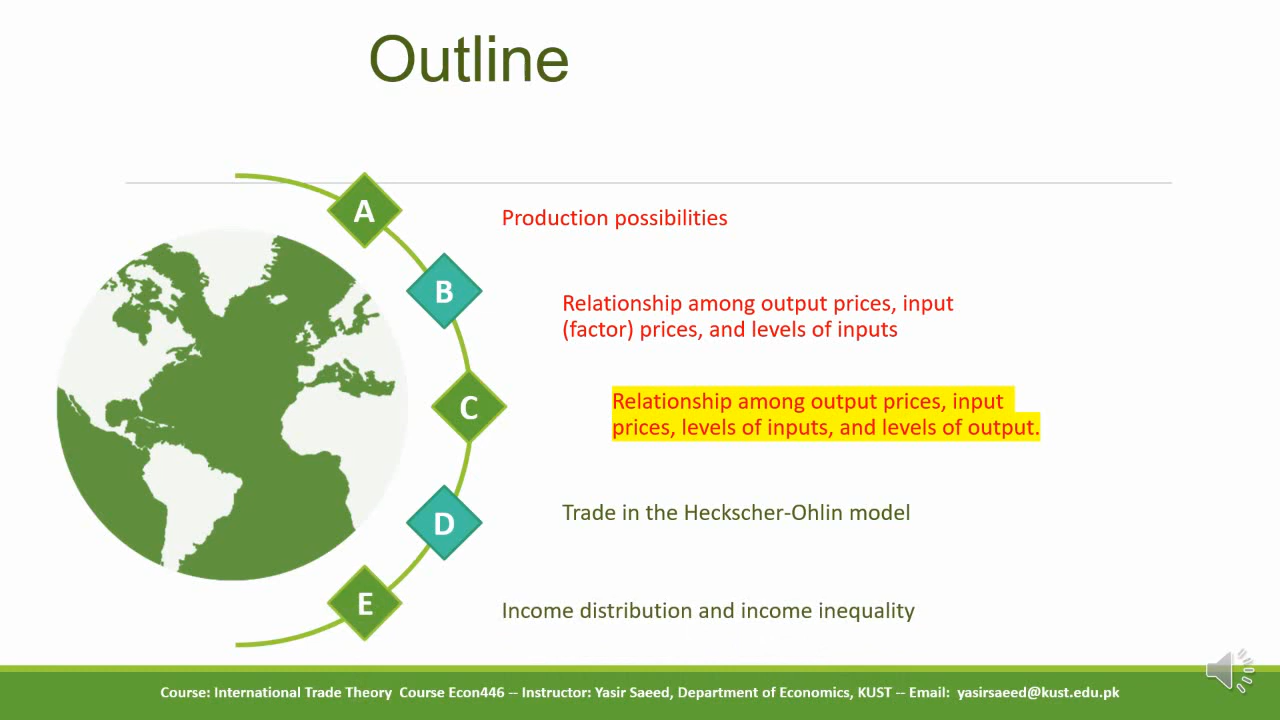 Outline
A
Production possibilities
B
Relationship among output prices, input
(factor) prices, and levels of inputs
C
Relationship among output prices, input
prices, levels of inputs, and levels of output.
D
Trade in the Heckscher-Ohlin model
E
Income distribution and income inequality
Course: International Trade Theory Course Econ446 -- Instructor: Yasir Saeed, Department of Economics, KUST -- Email: yasirsaeed@kust.edu.pk